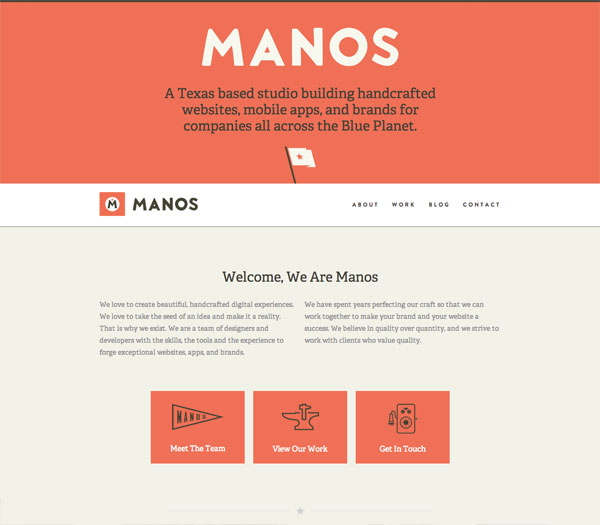 MANOS
A Texas based studio building handcrafted
websites, mobile apps, and brands for
companies all across the Blue Planet.
M MANOS
ABOUT WORK BLOG CONTACT
Welcome, We Are Manos
We love to create beautiful, handcrafted digital experiences.
We love to take the seed of an idea and make it a reality.
That is why we exist. We are a team of designers and
developers with the skills, the tools and the experience to
forge exceptional websites, apps, and brands.
We have spent years perfecting our craft so that we can
work together to make your brand and your website a
success. We believe in quality over quantity, and we strive to
work with clients who value quality.
MANOS
Meet The Team
View Our Work
Get In Touch